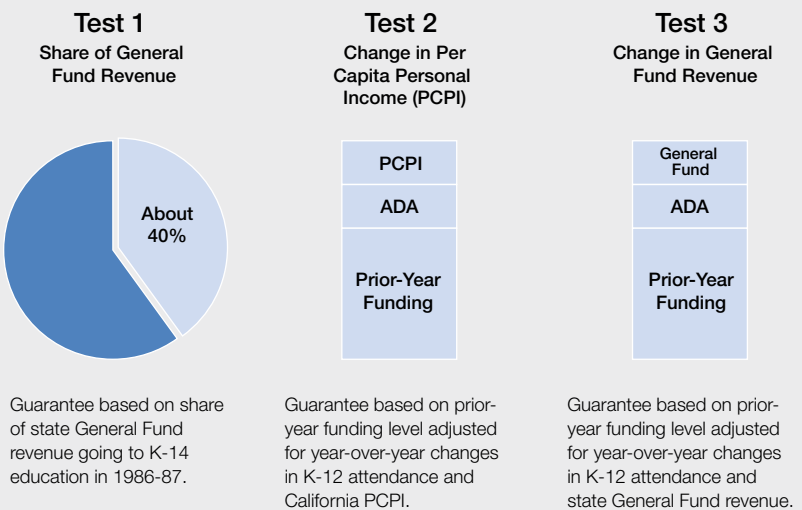 Test 1
Share of General
Fund Revenue
About
40%
Guarantee based on share
of state General Fund
revenue going to K-14
education in 1986-87.
Test 2
Change in Per
Capita Personal
Income (PCPI)
PCPI
ADA
Prior-Year
Funding
Guarantee based on prior-
year funding level adjusted
for year-over-year changes
in K-12 attendance and
California PCPI.
Test 3
Change in General
Fund Revenue
General
Fund
ADA
Prior-Year
Funding
Guarantee based on prior-
year funding level adjusted
for year-over-year changes
in K-12 attendance and
state General Fund revenue.